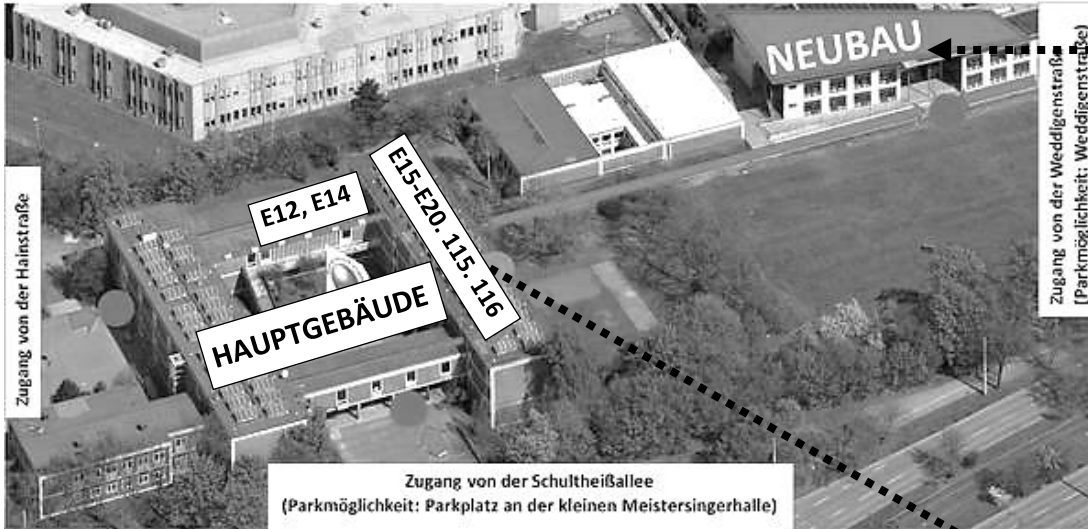 NEUBAU
Zugang von der Weddigenstraße)
[Parkmöglichkeit: Weddigenstraße)
E12, E14
E15-E20. 115. 116
Zugang von der Hainstraße
HAUPTGEBÄUDE
Zugang von der Schultheißallee
(Parkmöglichkeit: Parkplatz an der kleinen Meistersingerhalle)